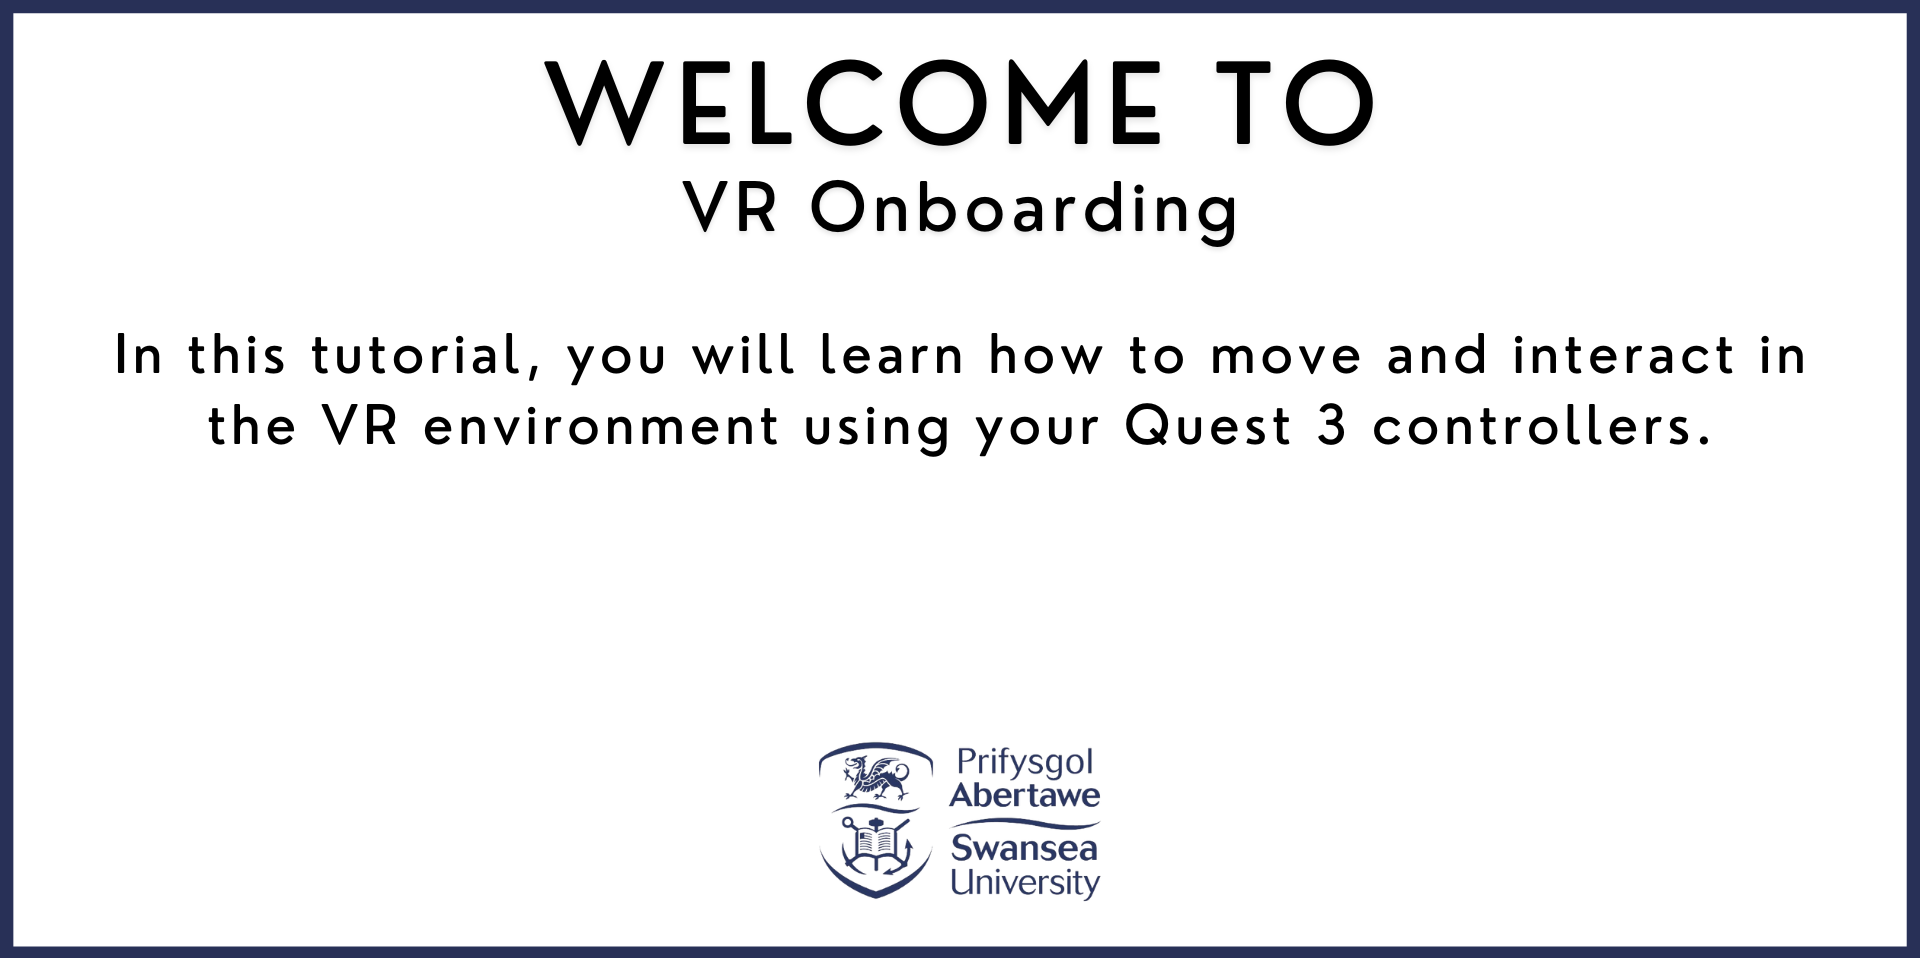 WELCOME TO
VR Onboarding
In this tutorial, you will learn how to move and interact in
the VR environment using your Quest 3 controllers.
Prifysgol
Abertawe
Swansea
University